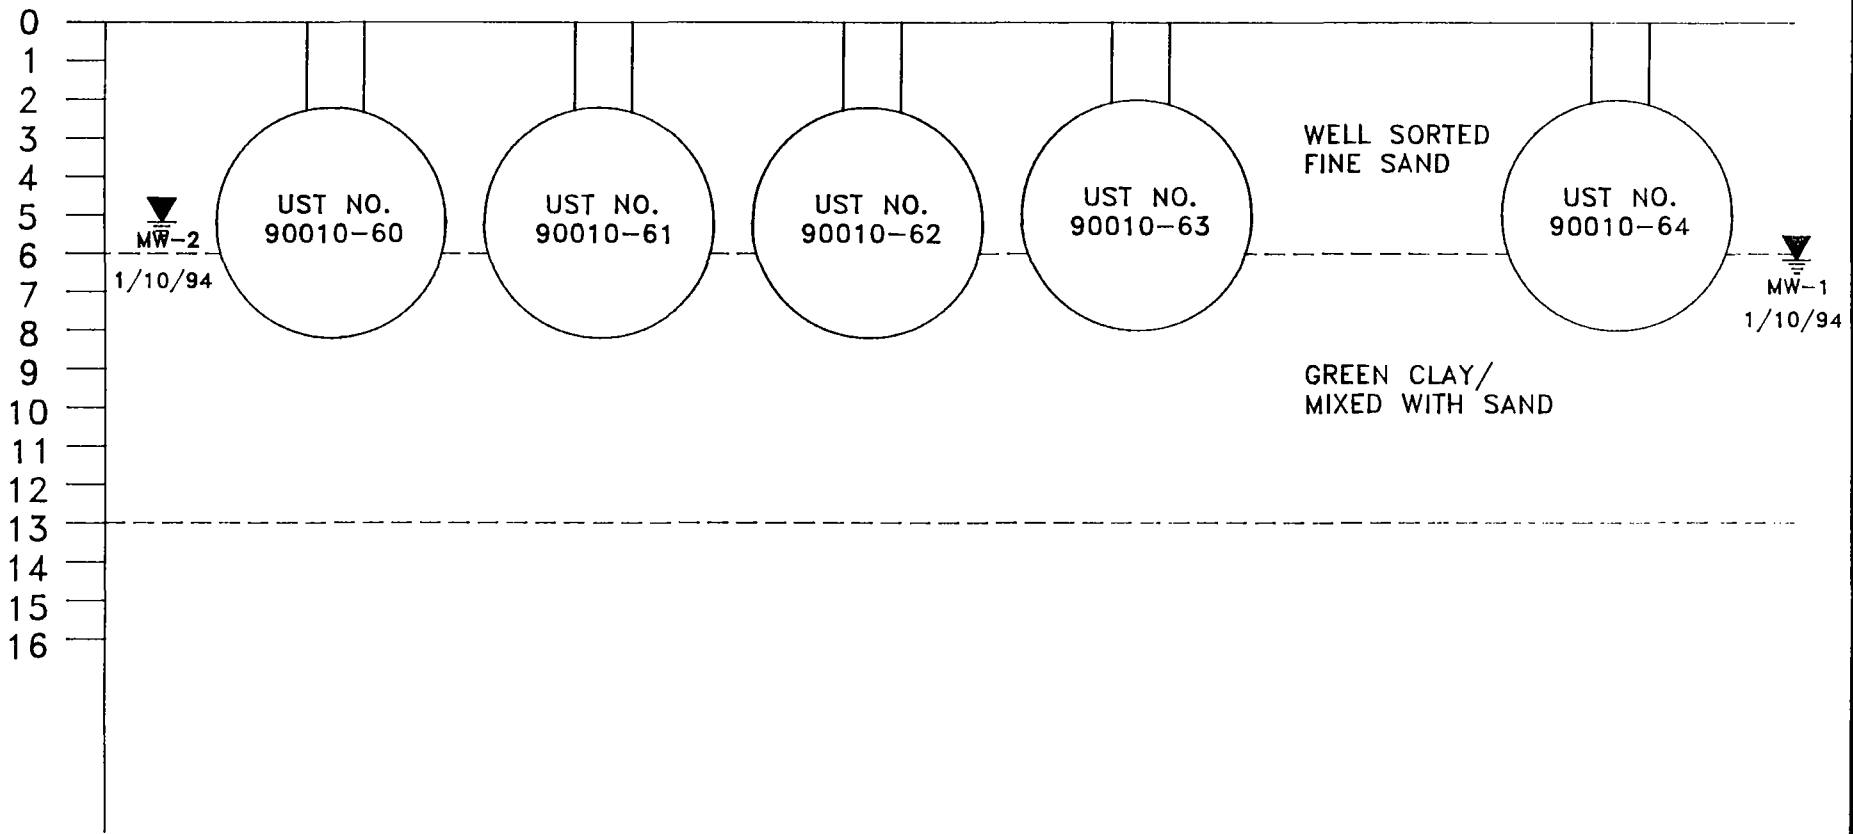 0
1
2
3
4
5
6
7
8
9
10
11
12
13
14
15
16
UST NO.
90010-60
UST NO.
90010-61
UST NO.
90010-62
UST NO.
90010-63
UST NO.
90010-64
WELL SORTED
FINE SAND
MW-2
1/10/94
MW-1
1/10/94
GREEN CLAY/
MIXED WITH SAND